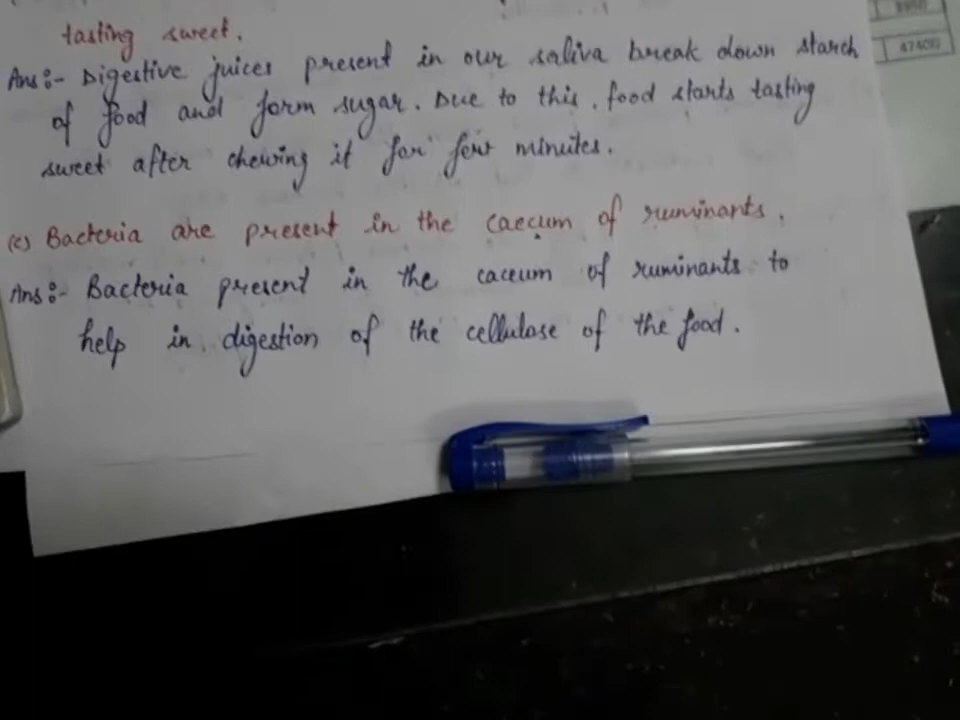 tasting sweet.
Ans:- Digestive juices present in our saliva break down starch
of food and form sugar. Due to this, food starts tasting
sweet after chewing it for few minutes.
(c) Bacteria are present in the caecum of ruminants.
Ans:- Bacteria present in the caceum of ruminants to
help in digestion of the cellulose of the food.
47400